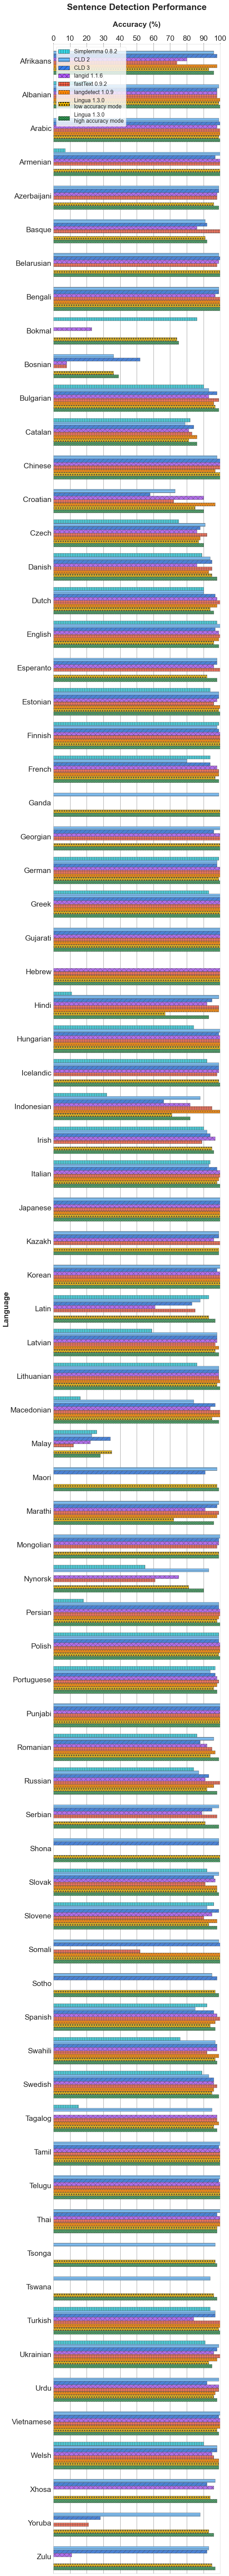 Sentence Detection Performance
Accuracy (%)
0 10 20 30 40 50 60 70 80 90 100
Simplemma 0.8.2
CLD 2
CLD 3
langid 1.1.6
fastText 0.9.2
langdetect 1.0.9
Lingua 1.3.0
low accuracy mode
Lingua 1.3.0
high accuracy mode
Afrikaans
Albanian
Arabic
Armenian
Azerbaijani
Basque
Belarusian
Bengali
Bokmal
Bosnian
Bulgarian
Catalan
Chinese
Croatian
Czech
Danish
Dutch
English
Esperanto
Estonian
Finnish
French
Ganda
Georgian
German
Greek
Gujarati
Hebrew
Hindi
Hungarian
Icelandic
Indonesian
Irish
Italian
Japanese
Kazakh
Korean
Language
Latin
Latvian
Lithuanian
Macedonian
Malay
Maori
Marathi
Mongolian
Nynorsk
Persian
Polish
Portuguese
Punjabi
Romanian
Russian
Serbian
Shona
Slovak
Slovene
Somali
Sotho
Spanish
Swahili
Swedish
Tagalog
Tamil
Telugu
Thai
Tsonga
Tswana
Turkish
Ukrainian
Urdu
Vietnamese
Welsh
Xhosa
Yoruba
Zulu